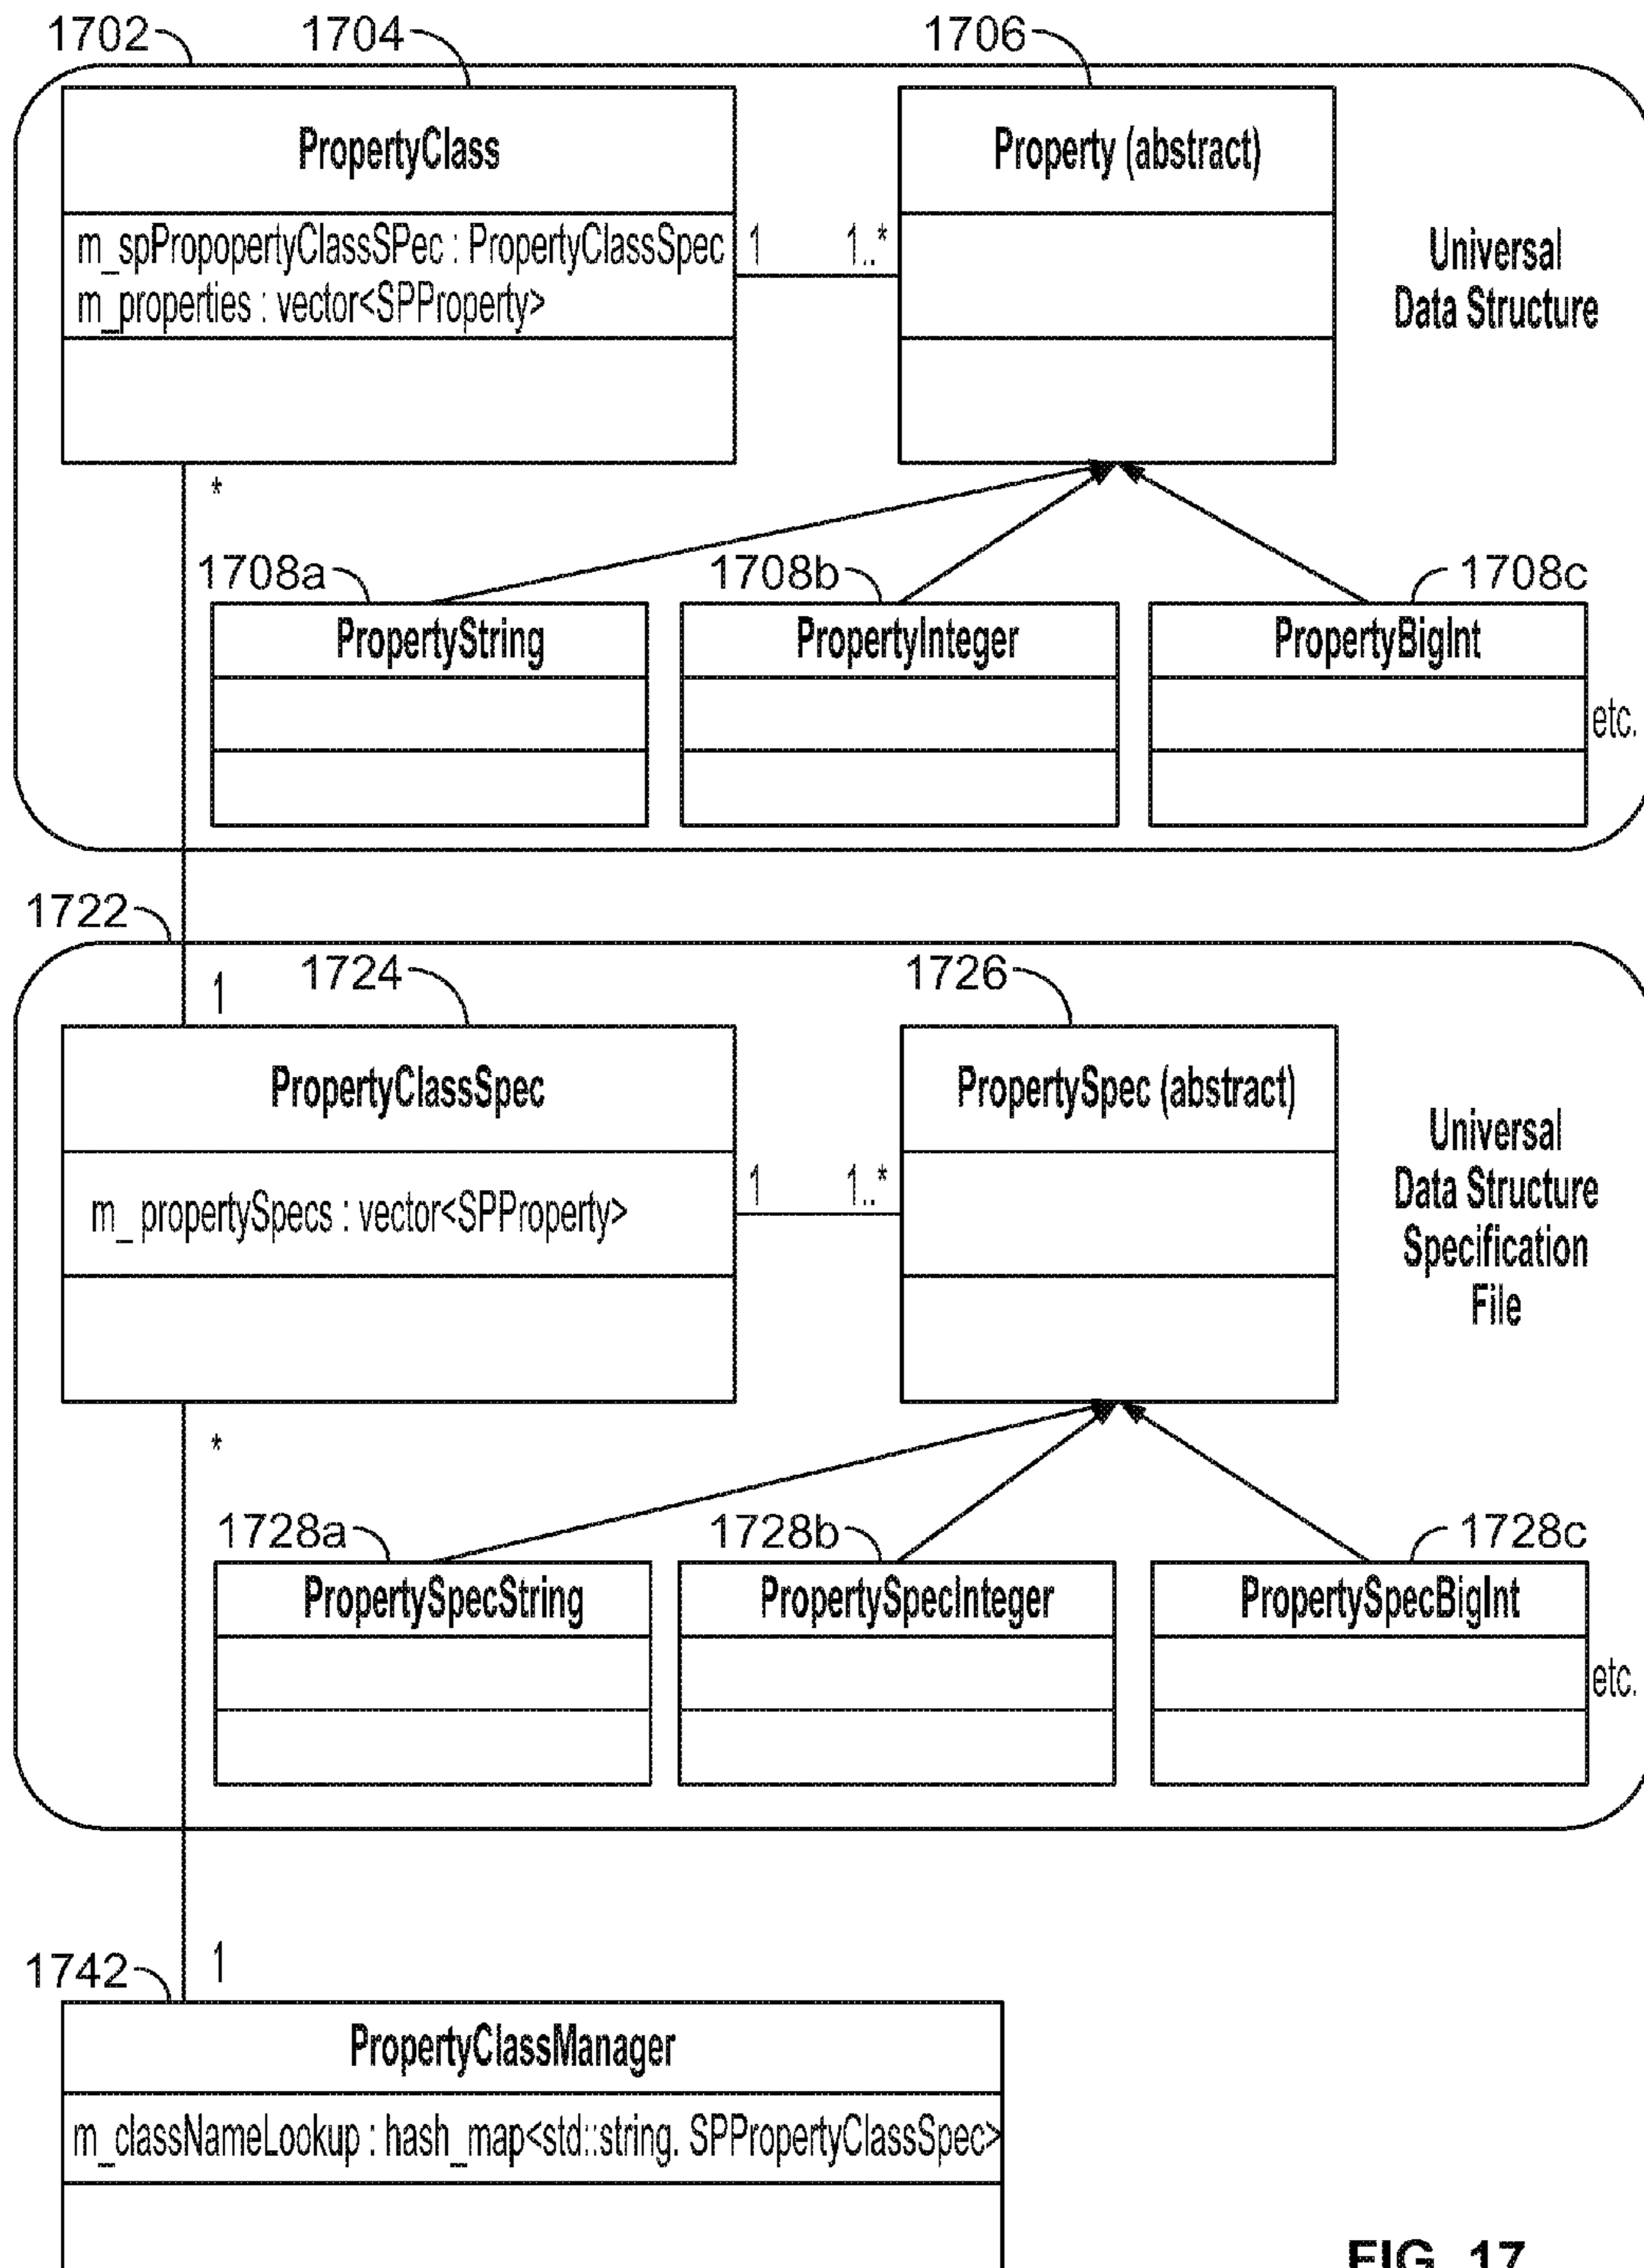 1702
1704
1706
PropertyClass
m_spPropopertyClassSPec : PropertyClassSpec
m_properties : vector<SPProperty>
1
1..*
Property (abstract)
Universal
Data Structure
*
1708a
1708b
1708c
PropertyString
PropertyInteger
PropertyBigInt
etc.
1722
1
1724
1726
PropertyClassSpec
m_ propertySpecs : vector<SPProperty>
1
1..*
PropertySpec (abstract)
Universal
Data Structure
Specification
File
*
1728a
1728b
1728c
PropertySpecString
PropertySpecInteger
PropertySpecBigInt
etc.
1742
1
PropertyClassManager
m_classNameLookup : hash_map<std::string. SPPropertyClassSpec>
FIG. 17